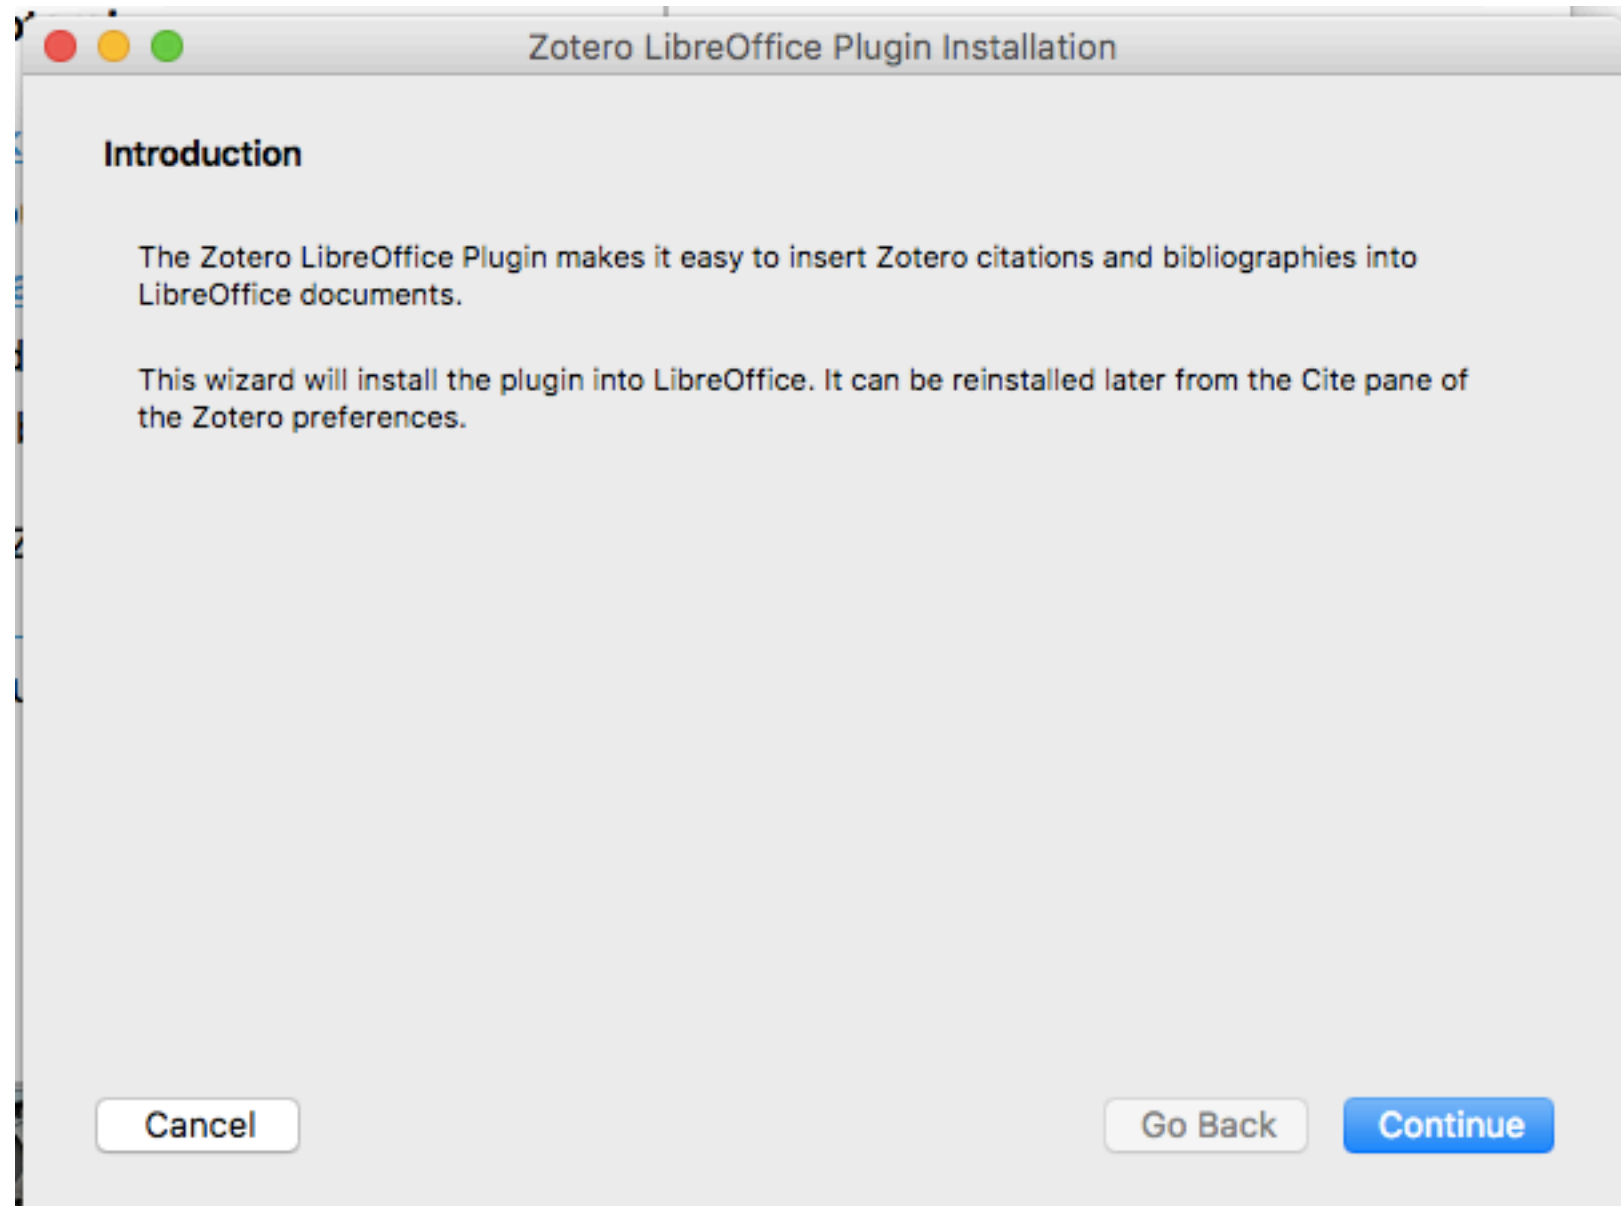 Zotero LibreOffice Plugin Installation
Introduction
The Zotero LibreOffice Plugin makes it easy to insert Zotero citations and bibliographies into
LibreOffice documents.
This wizard will install the plugin into LibreOffice. It can be reinstalled later from the Cite pane of
the Zotero preferences.
Cancel
Go Back
Continue